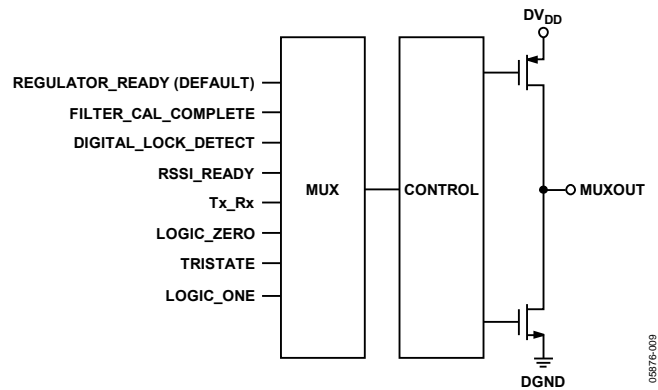 DVDD
REGULATOR_READY (DEFAULT)
FILTER_CAL_COMPLETE
DIGITAL_LOCK_DETECT
RSSI_READY
Tx_Rx
LOGIC_ZERO
TRISTATE
LOGIC_ONE
MUX
CONTROL
MUXOUT
DGND
05876-009